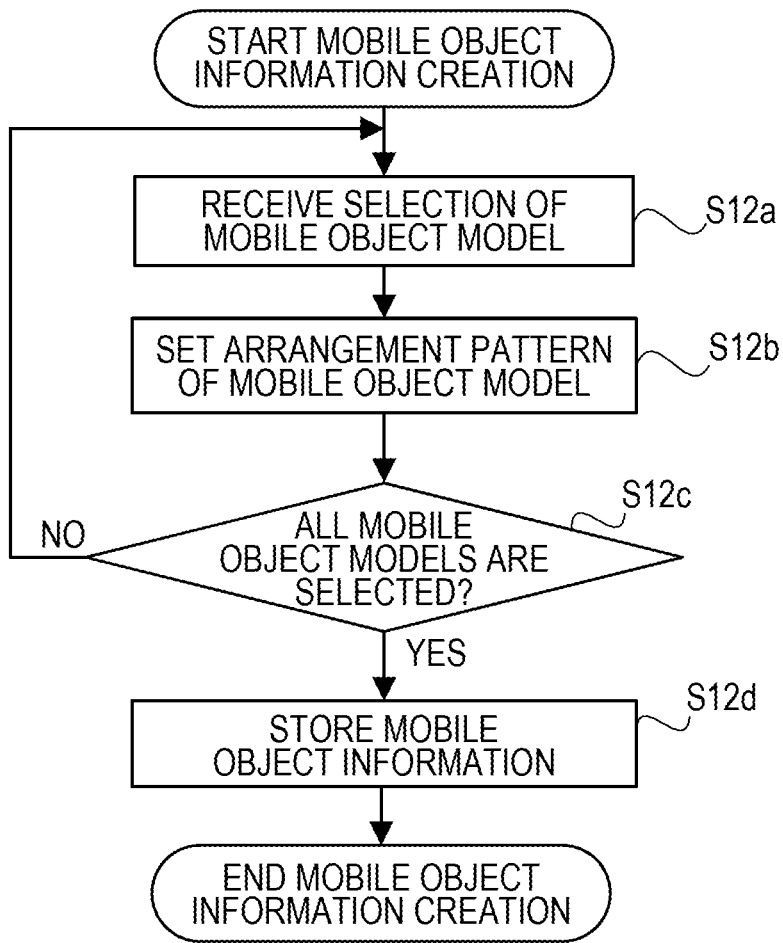 START MOBILE OBJECT
INFORMATION CREATION
RECEIVE SELECTION OF
MOBILE OBJECT MODEL
S12a
SET ARRANGEMENT PATTERN
OF MOBILE OBJECT MODEL
S12b
S12c
NO
ALL MOBILE
OBJECT MODELS ARE
SELECTED?
YES
S12d
STORE MOBILE
OBJECT INFORMATION
END MOBILE OBJECT
INFORMATION CREATION